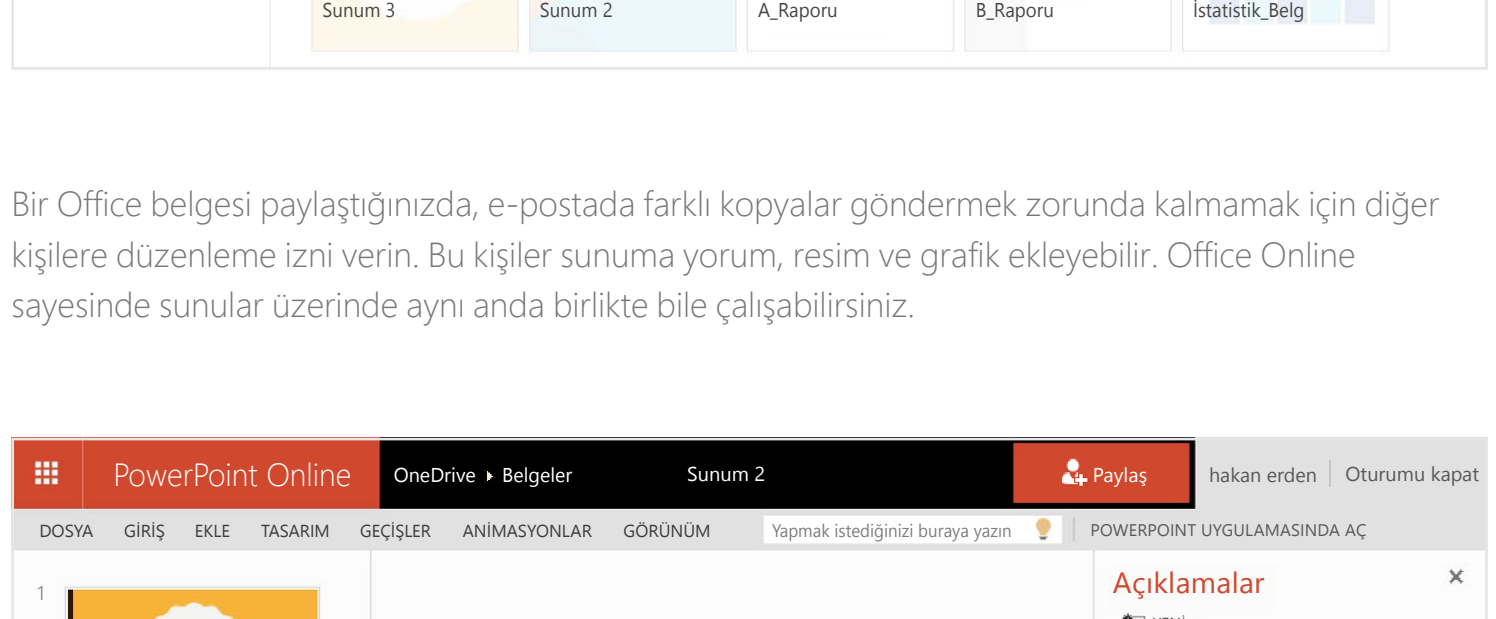 Sunum 3 Sunum 2 A_Raporu B_Raporu İstatistik_Belg
Bir Office belgesi paylaştığınızda, e-postada farklı kopyalar göndermek zorunda kalmamak için diğer
kişilere düzenleme izni verin. Bu kişiler sunuma yorum, resim ve grafik ekleyebilir. Office Online
sayesinde sunular üzerinde aynı anda birlikte bile çalışabilirsiniz.
PowerPoint Online OneDrive Belgeler Sunum 2 Paylaş hakan erden Oturumu kapat
DOSYA GİRİŞ EKLE TASARIM GEÇİŞLER ANİMASYONLAR GÖRÜNÜM Yapmak istediğinizi buraya yazın POWERPOINT UYGULAMASINDA AÇ
1 Açıklamalar